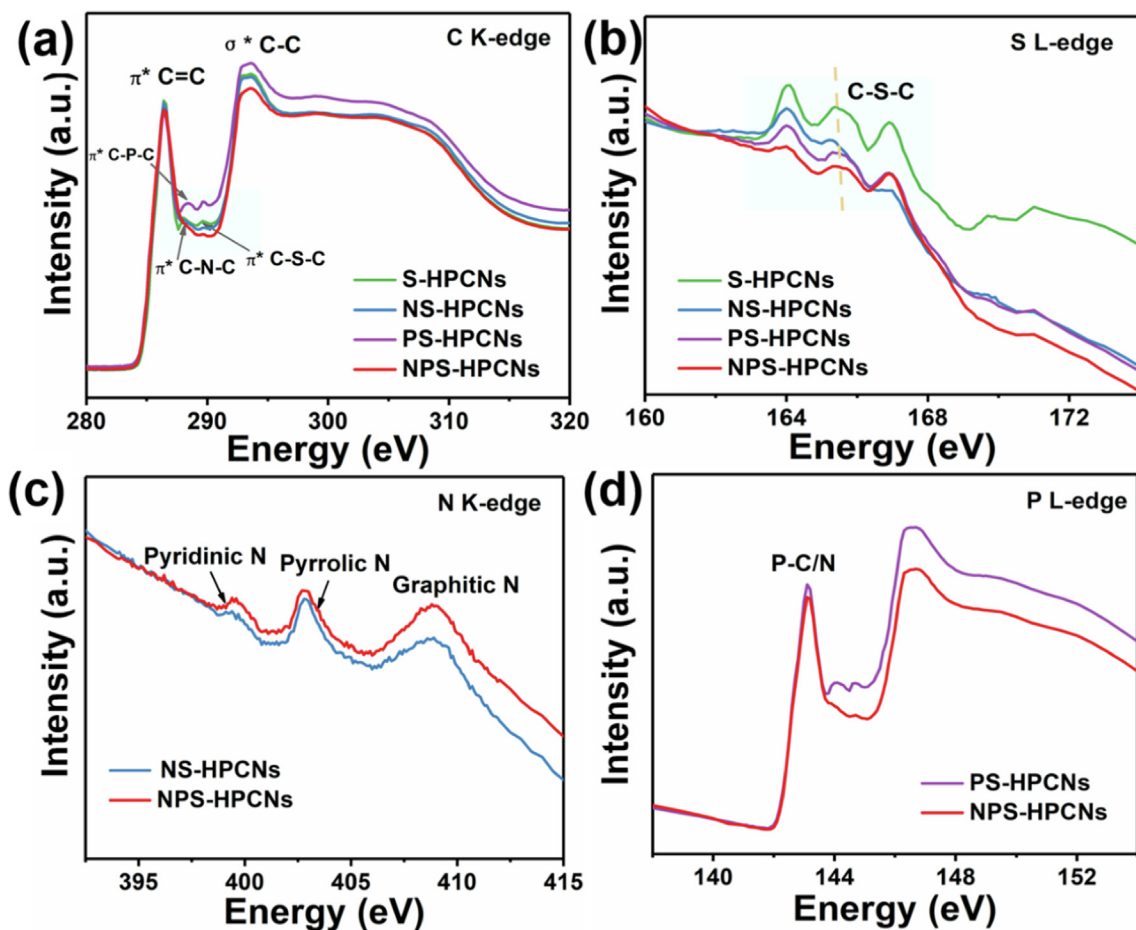 (a)
C K-edge
σ * C-C
π* C=C
π* C-P-C
π* C-N-C
π* C-S-C
S-HPCNs
NS-HPCNs
PS-HPCNs
NPS-HPCNs
Intensity (a.u.)
280 290 300 310 320
Energy (eV)
(b)
S L-edge
C-S-C
S-HPCNs
NS-HPCNs
PS-HPCNs
NPS-HPCNs
Intensity (a.u.)
160 164 168 172
Energy (eV)
(c)
N K-edge
Pyridinic N
Pyrrolic N
Graphitic N
NS-HPCNs
NPS-HPCNs
Intensity (a.u.)
395 400 405 410 415
Energy (eV)
(d)
P L-edge
P-C/N
PS-HPCNs
NPS-HPCNs
Intensity (a.u.)
140 144 148 152
Energy (eV)